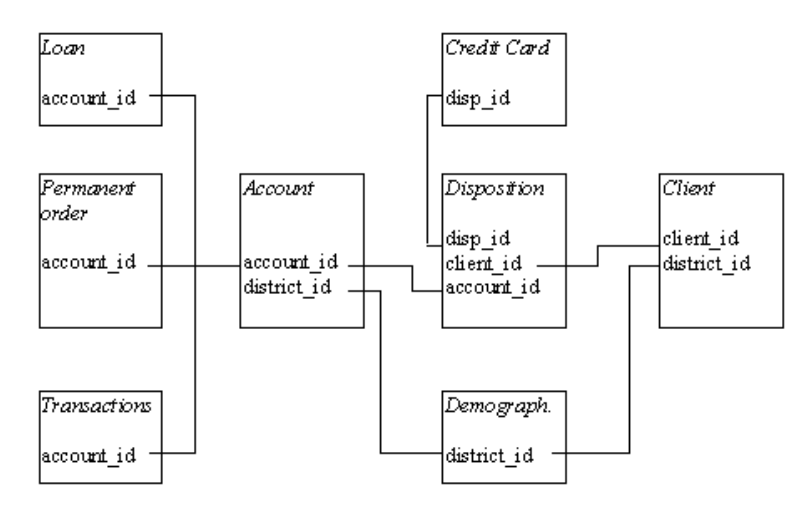 Loan
account_id
Credit Card
disp_id
Permanent
order
account_id
Account
account_id
district_id
Disposition
disp_id
client_id
account_id
Client
client_id
district_id
Transactions
account_id
Demograph.
district_id